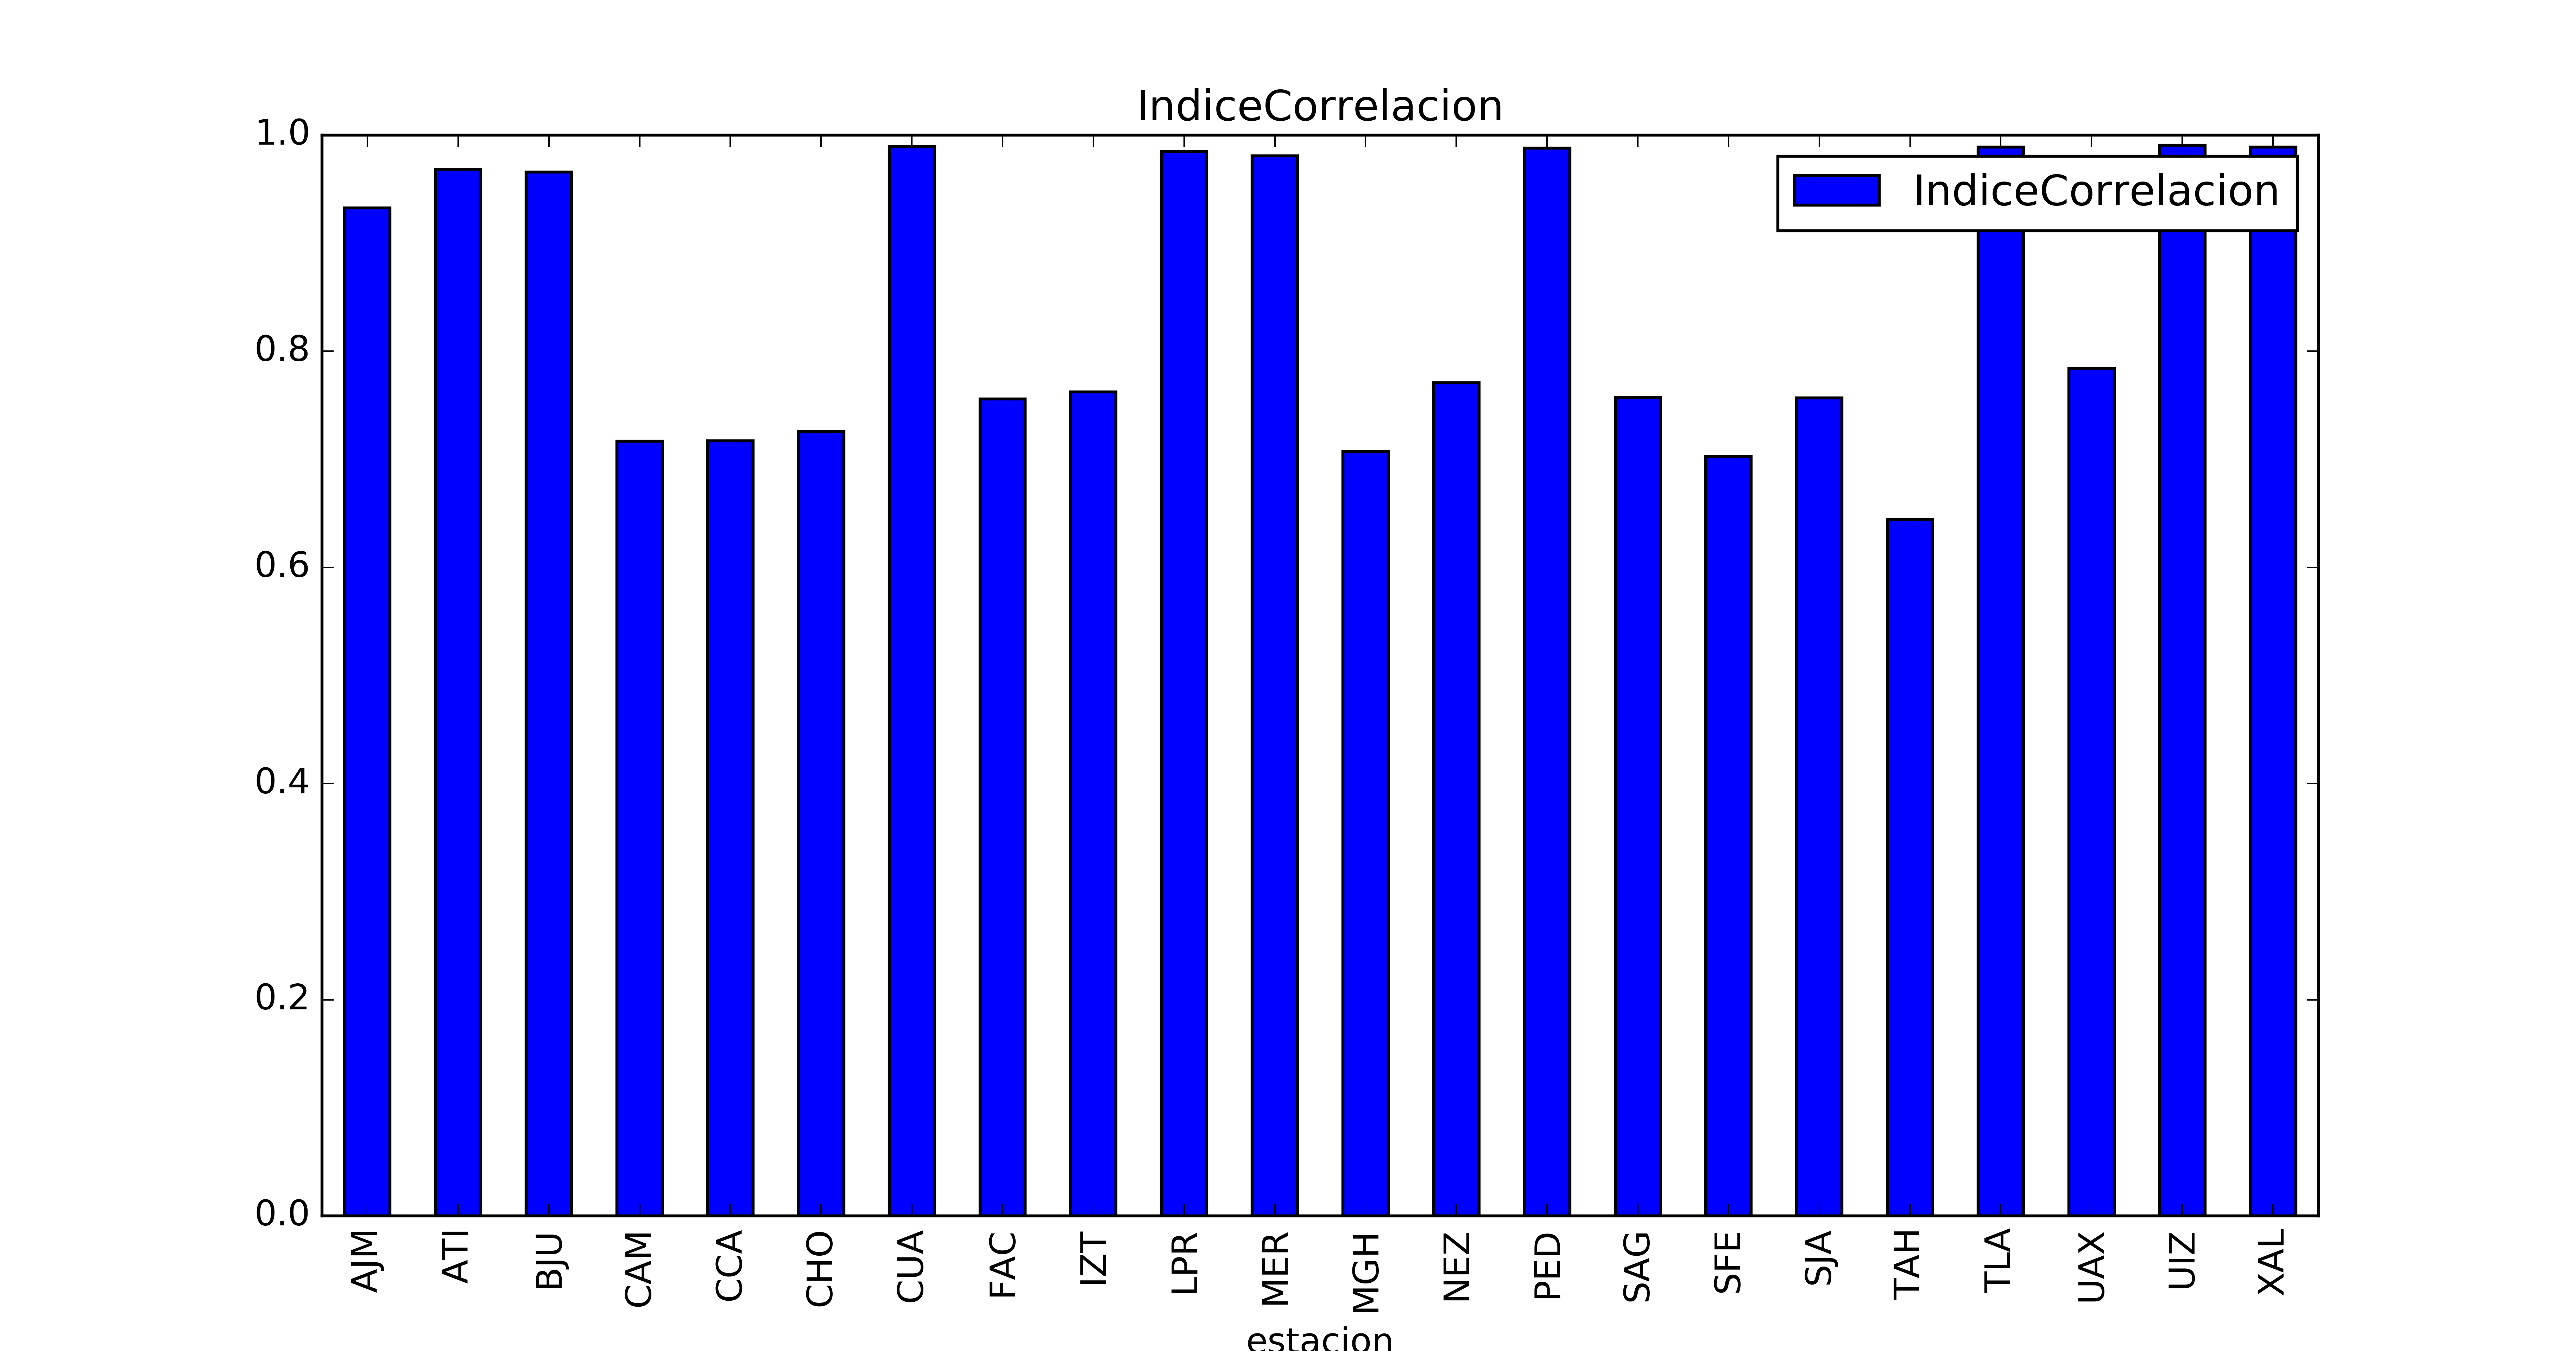 IndiceCorrelacion
IndiceCorrelacion
1.0
0.8
0.6
0.4
0.2
0.0
AJM ATI BJU CAM CCA CHO CUA FAC IZT LPR MER MGH NEZ PED SAG SFE SJA TAH TLA UAX UIZ XAL
estacion